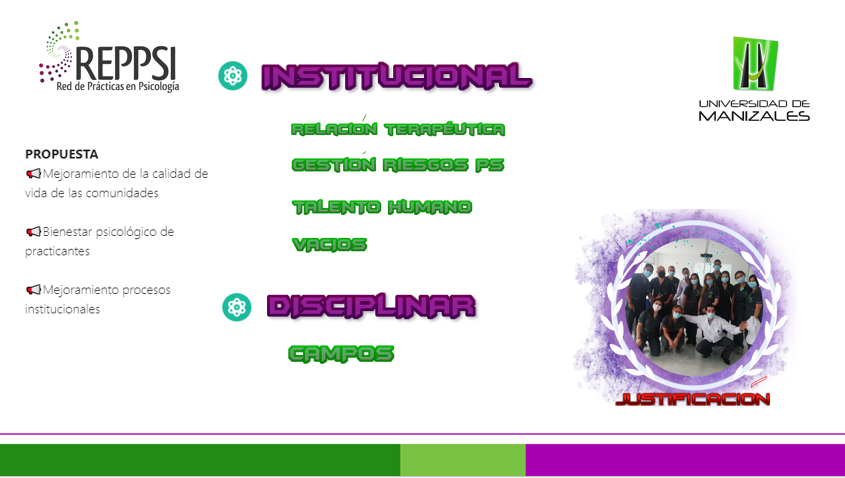 REPPSI
Red de Prácticas en Psicología
PROPUESTA
Mejoramiento de la calidad de
vida de las comunidades
Bienestar psicológico de
practicantes
Mejoramiento procesos
institucionales
INSTITUCIONAL
RELACIÓN TERAPÉUTICA
GESTIÓN RIESGOS PS
TALENTO HUMANO
VACIOS
DISCIPLINAR
CAMPOS
UNIVERSIDAD DE
MANIZALES
JUSTIFICACIÓN